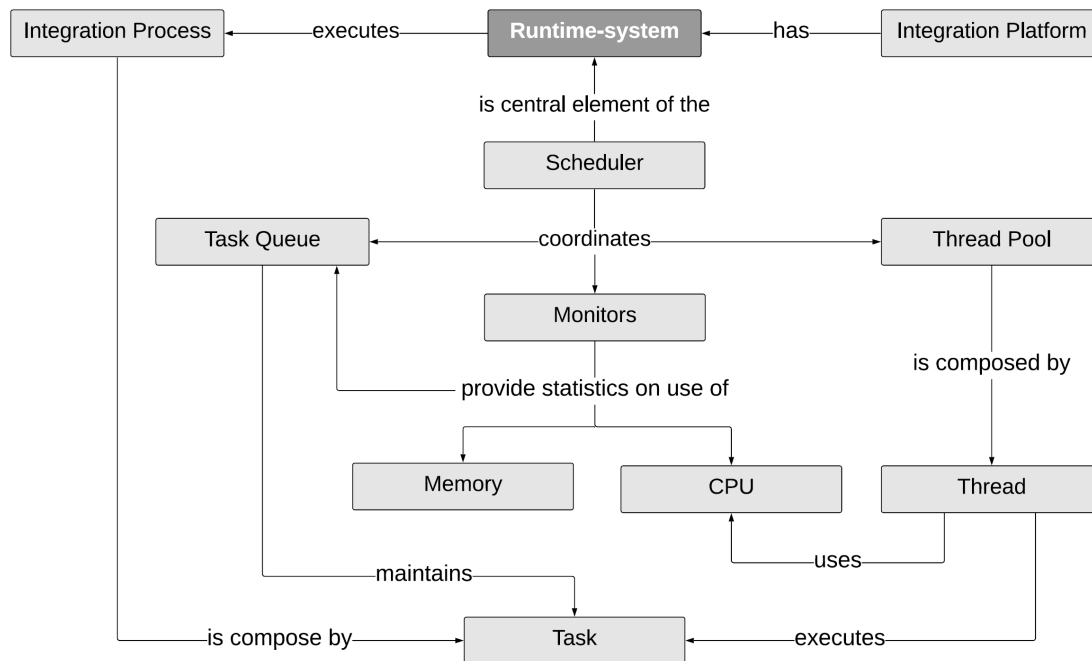 Integration Process
executes
Runtime-system
has
Integration Platform
is central element of the
Scheduler
Task Queue
coordinates
Thread Pool
Monitors
is composed by
provide statistics on use of
Memory
CPU
Thread
uses
maintains
is compose by
Task
executes